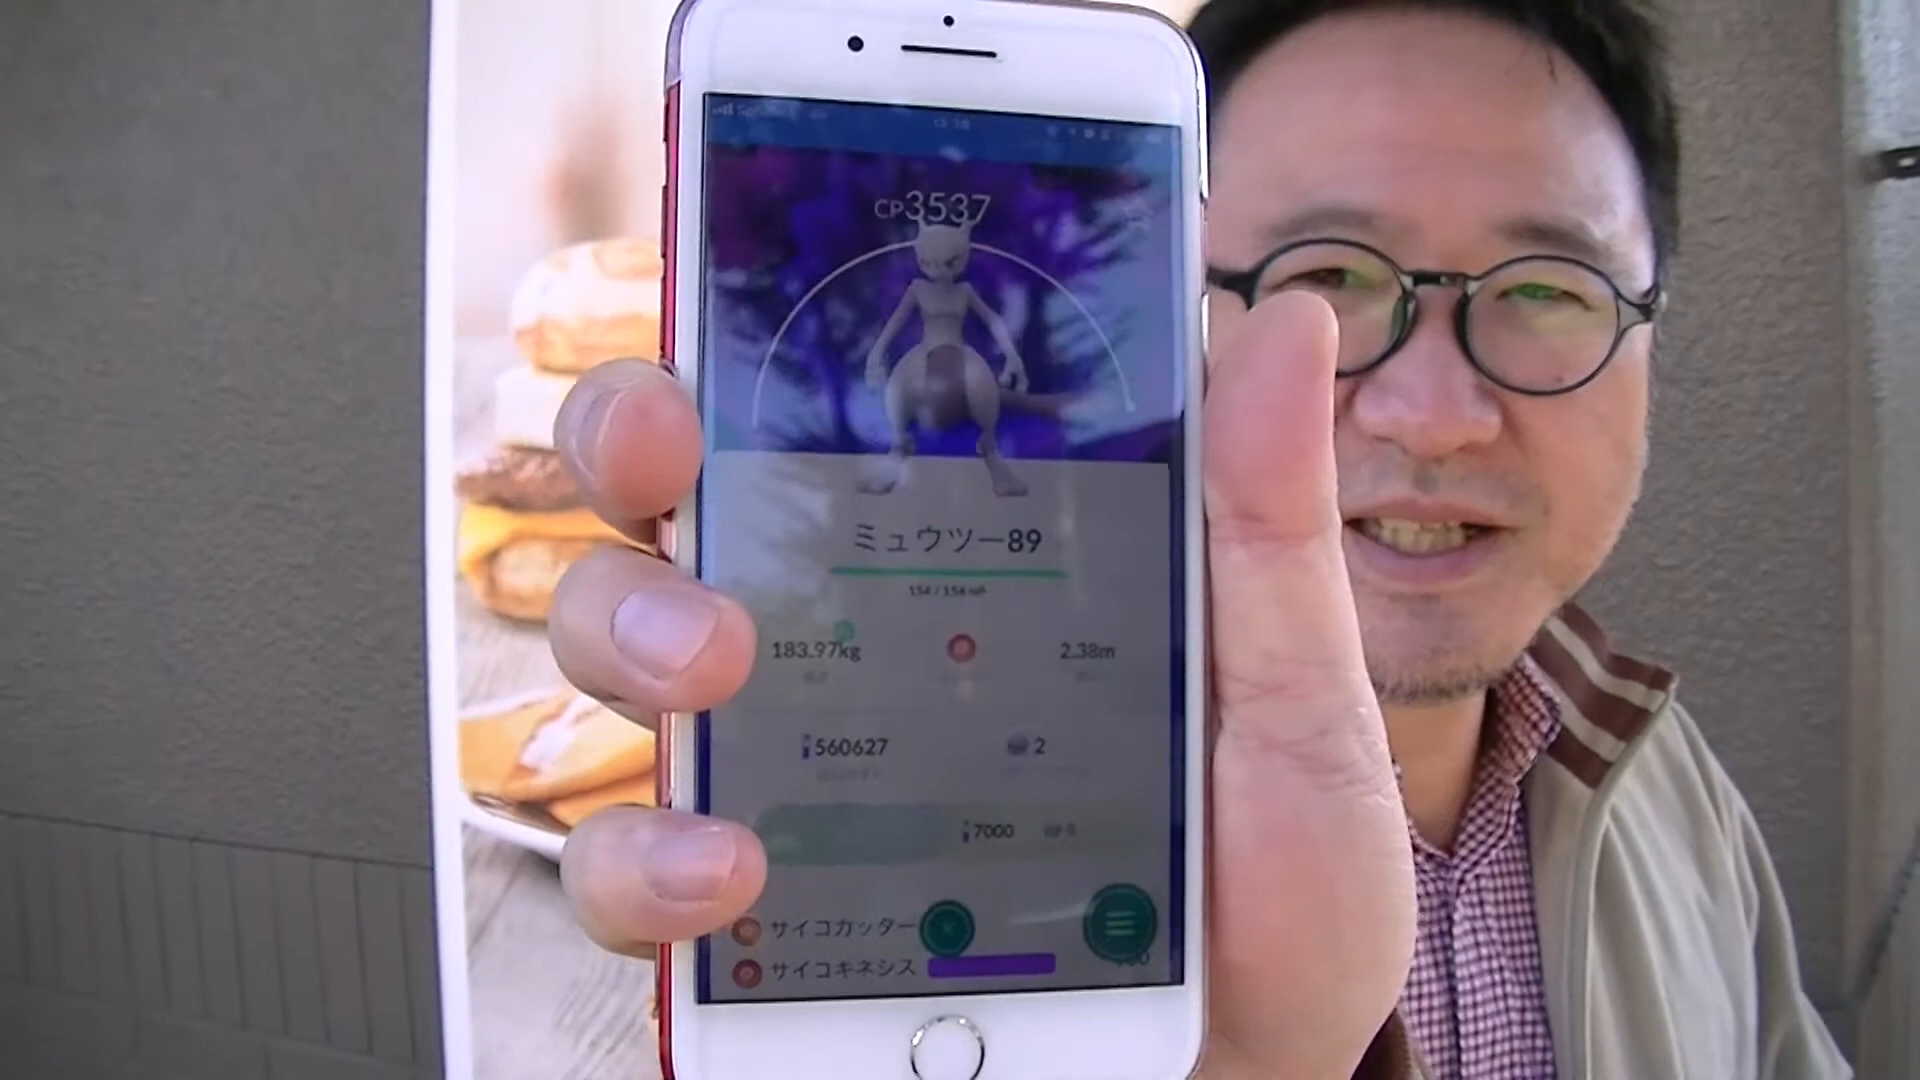 CP3537
ミュウツー89
154 / 154 HP
183.97kg
2.38m
560627
2
7000
サイコカッター
サイコキネシス